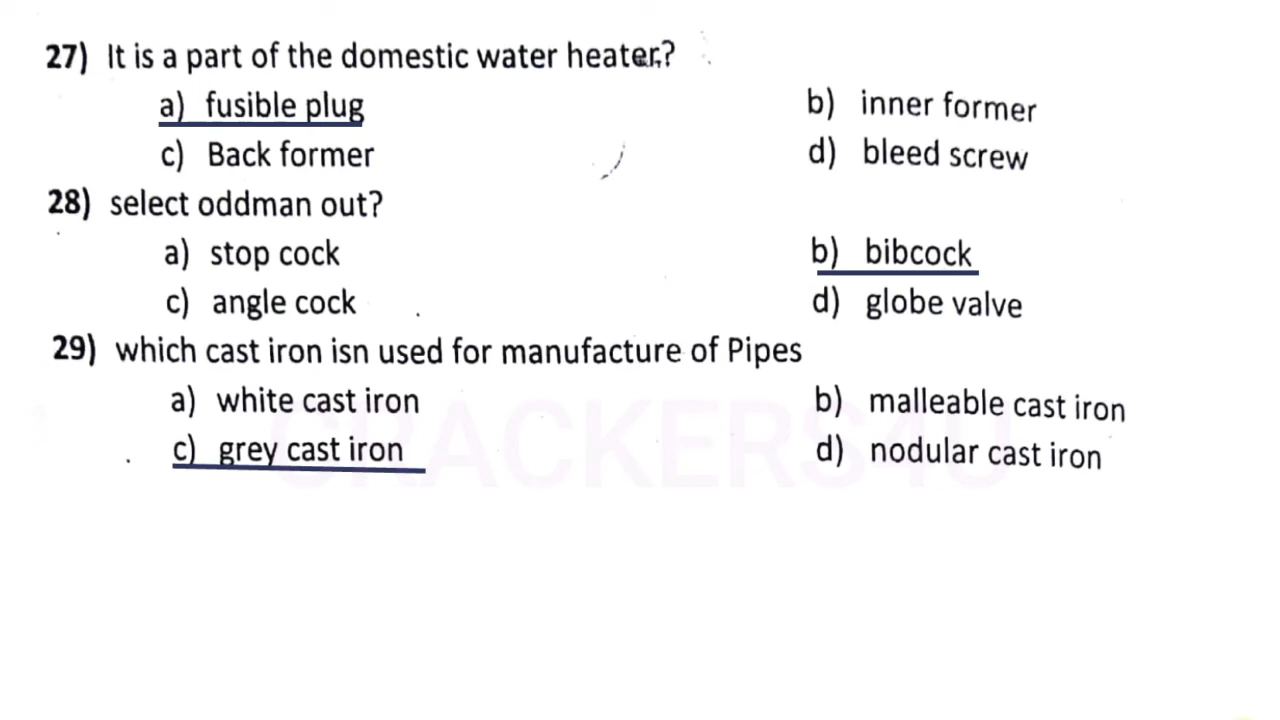 27) It is a part of the domestic water heater?
a) fusible plug b) inner former
c) Back former d) bleed screw
28) select oddman out?
a) stop cock b) bibcock
c) angle cock d) globe valve
29) which cast iron isn used for manufacture of Pipes
a) white cast iron b) malleable cast iron
c) grey cast iron d) nodular cast iron
CRACKERS4U